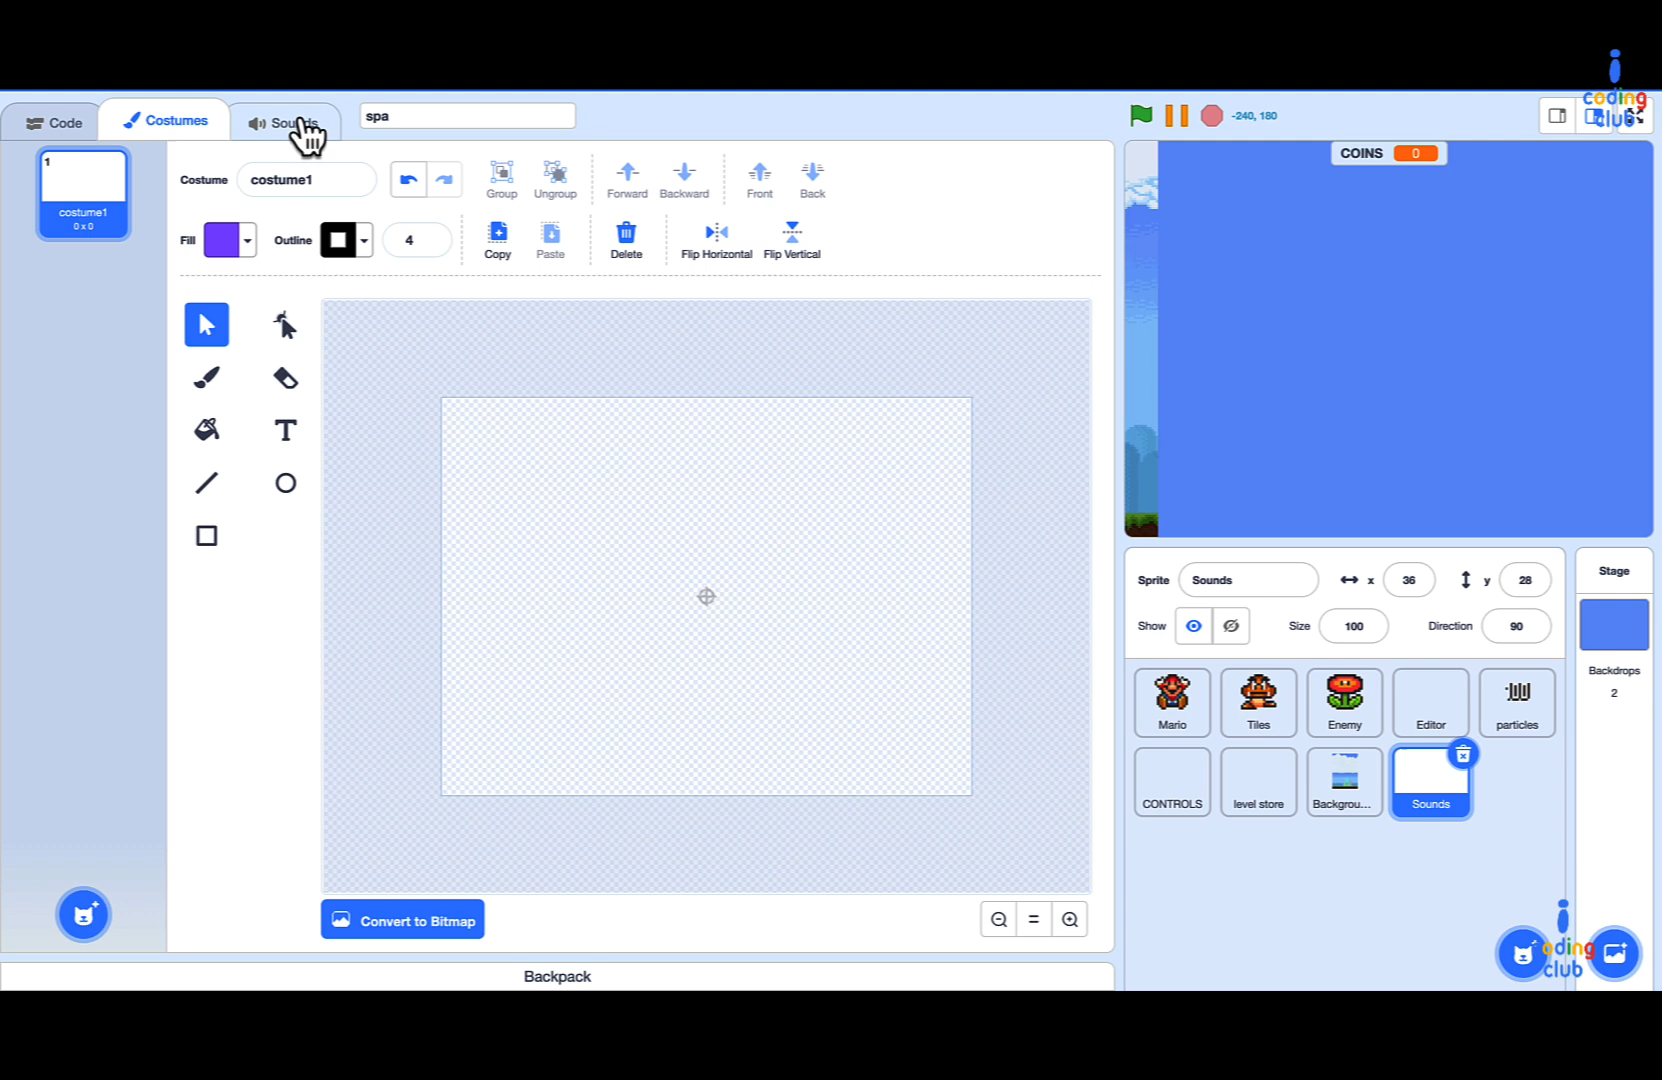 Code
Costumes
Sounds
spa
-240, 180
coding
club
1
costume1
0 x 0
Costume
costume1
Group
Ungroup
Forward
Backward
Front
Back
Fill
Outline
4
Copy
Paste
Delete
Flip Horizontal
Flip Vertical
COINS 0
Sprite
Sounds
x
36
y
28
Show
Size
100
Direction
90
Stage
Backdrops
2
Mario
Tiles
Enemy
Editor
particles
CONTROLS
level store
Backgrou...
Sounds
Convert to Bitmap
Backpack
oding
club